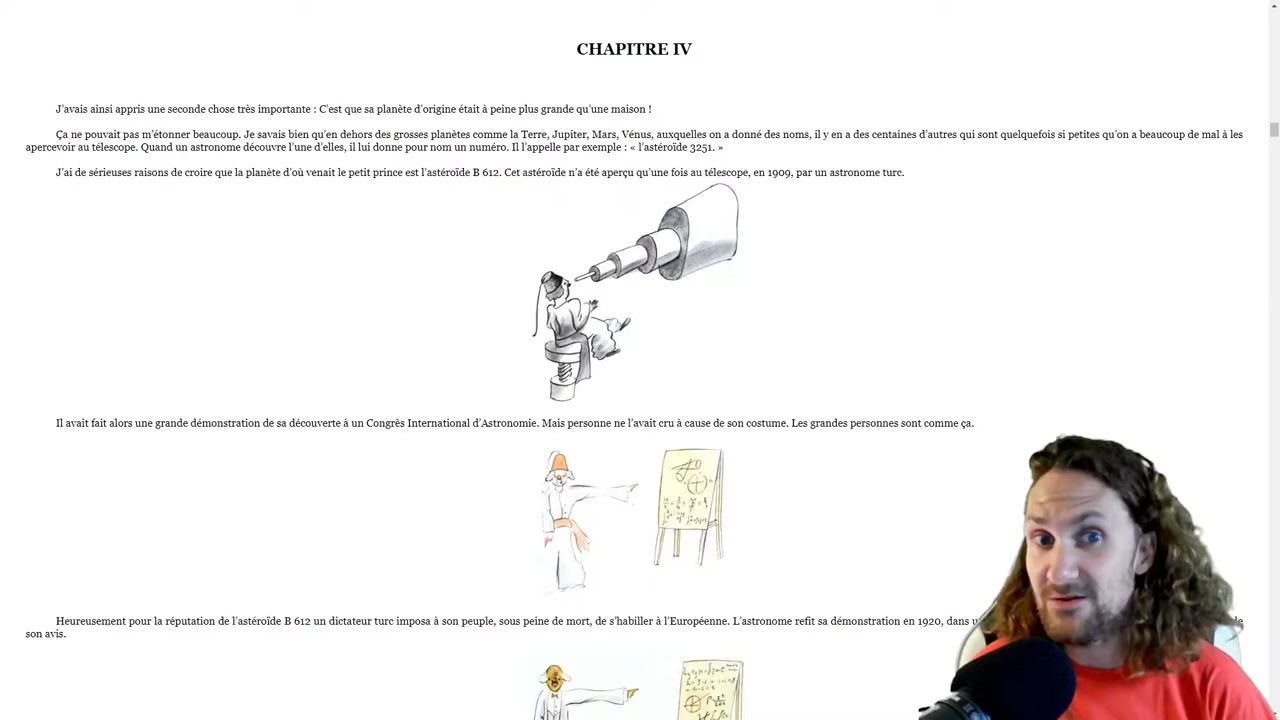 CHAPITRE IV
J’avais ainsi appris une seconde chose très importante : C’est que sa planète d’origine était à peine plus grande qu’une maison !
Ça ne pouvait pas m’étonner beaucoup. Je savais bien qu’en dehors des grosses planètes comme la Terre, Jupiter, Mars, Vénus, auxquelles on a donné des noms, il y en a des centaines d’autres qui sont quelquefois si petites qu’on a beaucoup de mal à les
apercevoir au télescope. Quand un astronome découvre l’une d’elles, il lui donne pour nom un numéro. Il l’appelle par exemple : « l’astéroïde 3251. »
J’ai de sérieuses raisons de croire que la planète d’où venait le petit prince est l’astéroïde B 612. Cet astéroïde n’a été aperçu qu’une fois au télescope, en 1909, par un astronome turc.
Il avait fait alors une grande démonstration de sa découverte à un Congrès International d’Astronomie. Mais personne ne l’avait cru à cause de son costume. Les grandes personnes sont comme ça.
Heureusement pour la réputation de l’astéroïde B 612 un dictateur turc imposa à son peuple, sous peine de mort, de s’habiller à l’Européenne. L’astronome refit sa démonstration en 1920, dans de
son avis.